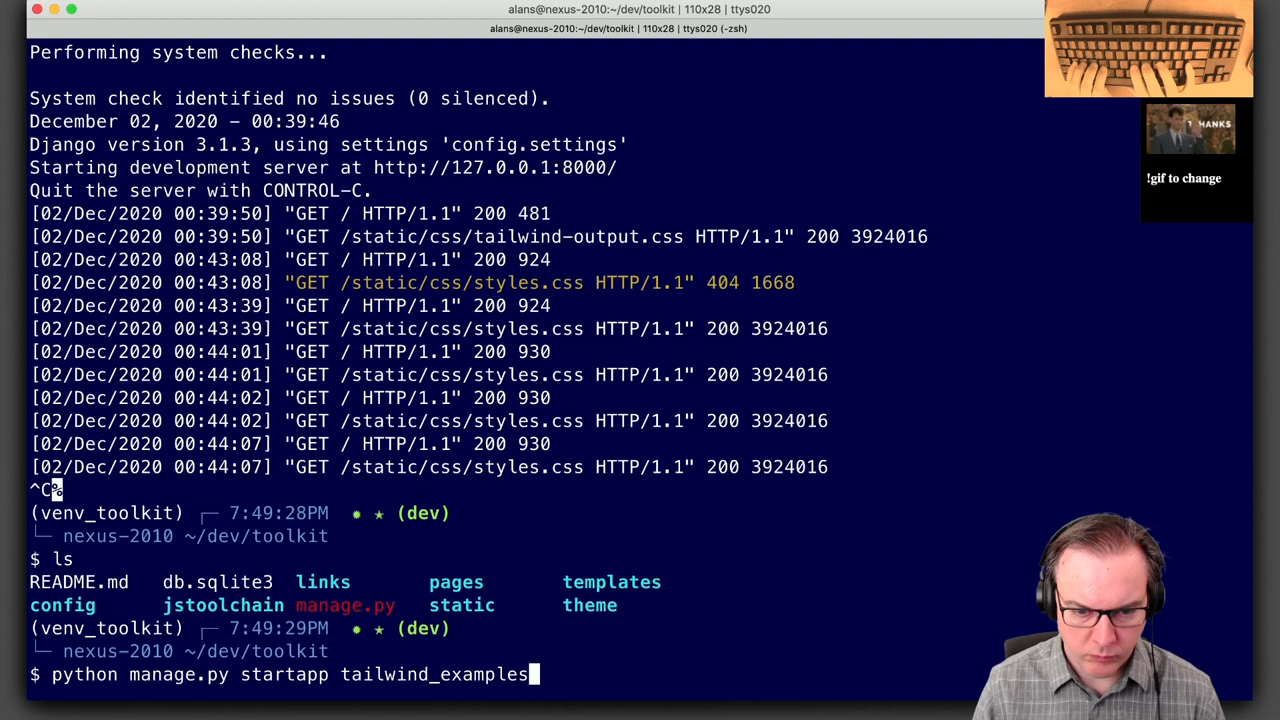 alans@nexus-2010:~/dev/toolkit | 110x28 | ttys020
alans@nexus-2010:~/dev/toolkit | 110x28 | ttys020 (-zsh)
Performing system checks...
System check identified no issues (0 silenced).
December 02, 2020 - 00:39:46
Django version 3.1.3, using settings 'config.settings'
Starting development server at http://127.0.0.1:8000/
Quit the server with CONTROL-C.
[02/Dec/2020 00:39:50] "GET / HTTP/1.1" 200 481
[02/Dec/2020 00:39:50] "GET /static/css/tailwind-output.css HTTP/1.1" 200 3924016
[02/Dec/2020 00:43:08] "GET / HTTP/1.1" 200 924
[02/Dec/2020 00:43:08] "GET /static/css/styles.css HTTP/1.1" 404 1668
[02/Dec/2020 00:43:39] "GET / HTTP/1.1" 200 924
[02/Dec/2020 00:43:39] "GET /static/css/styles.css HTTP/1.1" 200 3924016
[02/Dec/2020 00:44:01] "GET / HTTP/1.1" 200 930
[02/Dec/2020 00:44:01] "GET /static/css/styles.css HTTP/1.1" 200 3924016
[02/Dec/2020 00:44:02] "GET / HTTP/1.1" 200 930
[02/Dec/2020 00:44:02] "GET /static/css/styles.css HTTP/1.1" 200 3924016
[02/Dec/2020 00:44:07] "GET / HTTP/1.1" 200 930
[02/Dec/2020 00:44:07] "GET /static/css/styles.css HTTP/1.1" 200 3924016
^C%
(venv_toolkit) ┌─ 7:49:28PM ✹ ★ (dev)
└─ nexus-2010 ~/dev/toolkit
$ ls
README.md db.sqlite3 links pages templates
config jstoolchain manage.py static theme
(venv_toolkit) ┌─ 7:49:29PM ✹ ★ (dev)
└─ nexus-2010 ~/dev/toolkit
$ python manage.py startapp tailwind_examples
HANKS
!gif to change